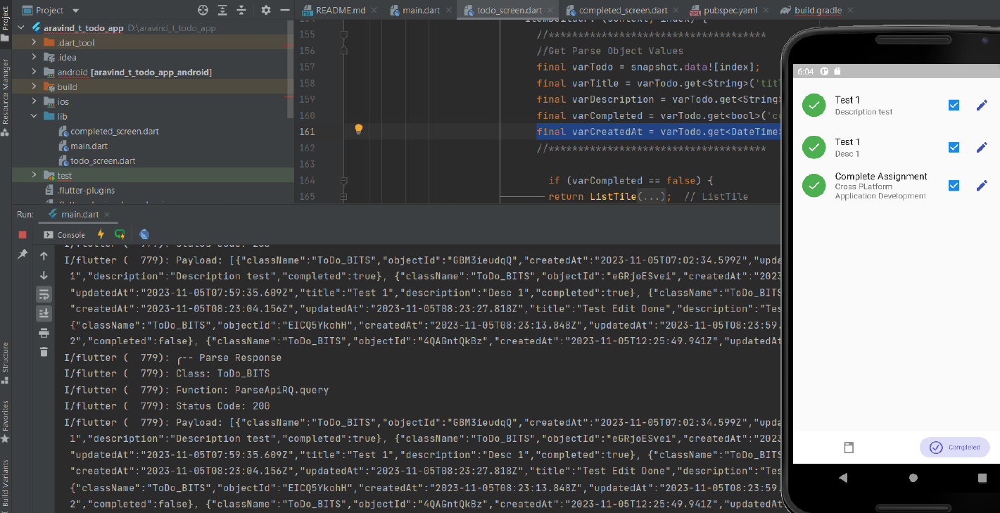 Project
README.md
main.dart
todo_screen.dart
completed_screen.dart
pubspec.yaml
build.gradle
Project
Resource Manager
Structure
Favorites
Build Variants
aravind_t_todo_app D:\aravind_t_todo_app
.dart_tool
.idea
android [aravind_t_todo_app_android]
build
ios
lib
completed_screen.dart
main.dart
todo_screen.dart
test
.flutter-plugins
155 //*************************************
156 //Get Parse Object Values
157 final varTodo = snapshot.data![index];
158 final varTitle = varTodo.get<String>('titl
159 final varDescription = varTodo.get<String>
160 final varCompleted = varTodo.get<bool>('co
161 final varCreatedAt = varTodo.get<DateTime>
162 //*************************************
163
164 if (varCompleted == false) {
165 return ListTile(...); // ListTile
Run: main.dart
Console
I/flutter ( 779): Status Code: 200
I/flutter ( 779): Payload: [{"className":"ToDo_BITS","objectId":"GBM3ieudqQ","createdAt":"2023-11-05T07:02:34.599Z","upda
1","description":"Description test","completed":true}, {"className":"ToDo_BITS","objectId":"eGRjoESvei","createdAt":"2023
"updatedAt":"2023-11-05T07:59:35.609Z","title":"Test 1","description":"Desc 1","completed":true}, {"className":"ToDo_BITS
"createdAt":"2023-11-05T08:23:04.156Z","updatedAt":"2023-11-05T08:23:27.818Z","title":"Test Edit Done","description":"Tes
{"className":"ToDo_BITS","objectId":"EICQ5YkohH","createdAt":"2023-11-05T08:23:13.848Z","updatedAt":"2023-11-05T08:23:59.
2","completed":false}, {"className":"ToDo_BITS","objectId":"4QAGntQkBz","createdAt":"2023-11-05T12:25:49.941Z","updatedAt
I/flutter ( 779): ╭-- Parse Response
I/flutter ( 779): Class: ToDo_BITS
I/flutter ( 779): Function: ParseApiRQ.query
I/flutter ( 779): Status Code: 200
I/flutter ( 779): Payload: [{"className":"ToDo_BITS","objectId":"GBM3ieudqQ","createdAt":"2023-11-05T07:02:34.599Z","upda
1","description":"Description test","completed":true}, {"className":"ToDo_BITS","objectId":"eGRjoESvei","createdAt":"2023
"updatedAt":"2023-11-05T07:59:35.609Z","title":"Test 1","description":"Desc 1","completed":true}, {"className":"ToDo_BITS
"createdAt":"2023-11-05T08:23:04.156Z","updatedAt":"2023-11-05T08:23:27.818Z","title":"Test Edit Done","description":"Tes
{"className":"ToDo_BITS","objectId":"EICQ5YkohH","createdAt":"2023-11-05T08:23:13.848Z","updatedAt":"2023-11-05T08:23:59.
2","completed":false}, {"className":"ToDo_BITS","objectId":"4QAGntQkBz","createdAt":"2023-11-05T12:25:49.941Z","updatedAt
6:04
Test 1
Description test
Test 1
Desc 1
Complete Assignment
Cross PLatform
Application Development
Completed